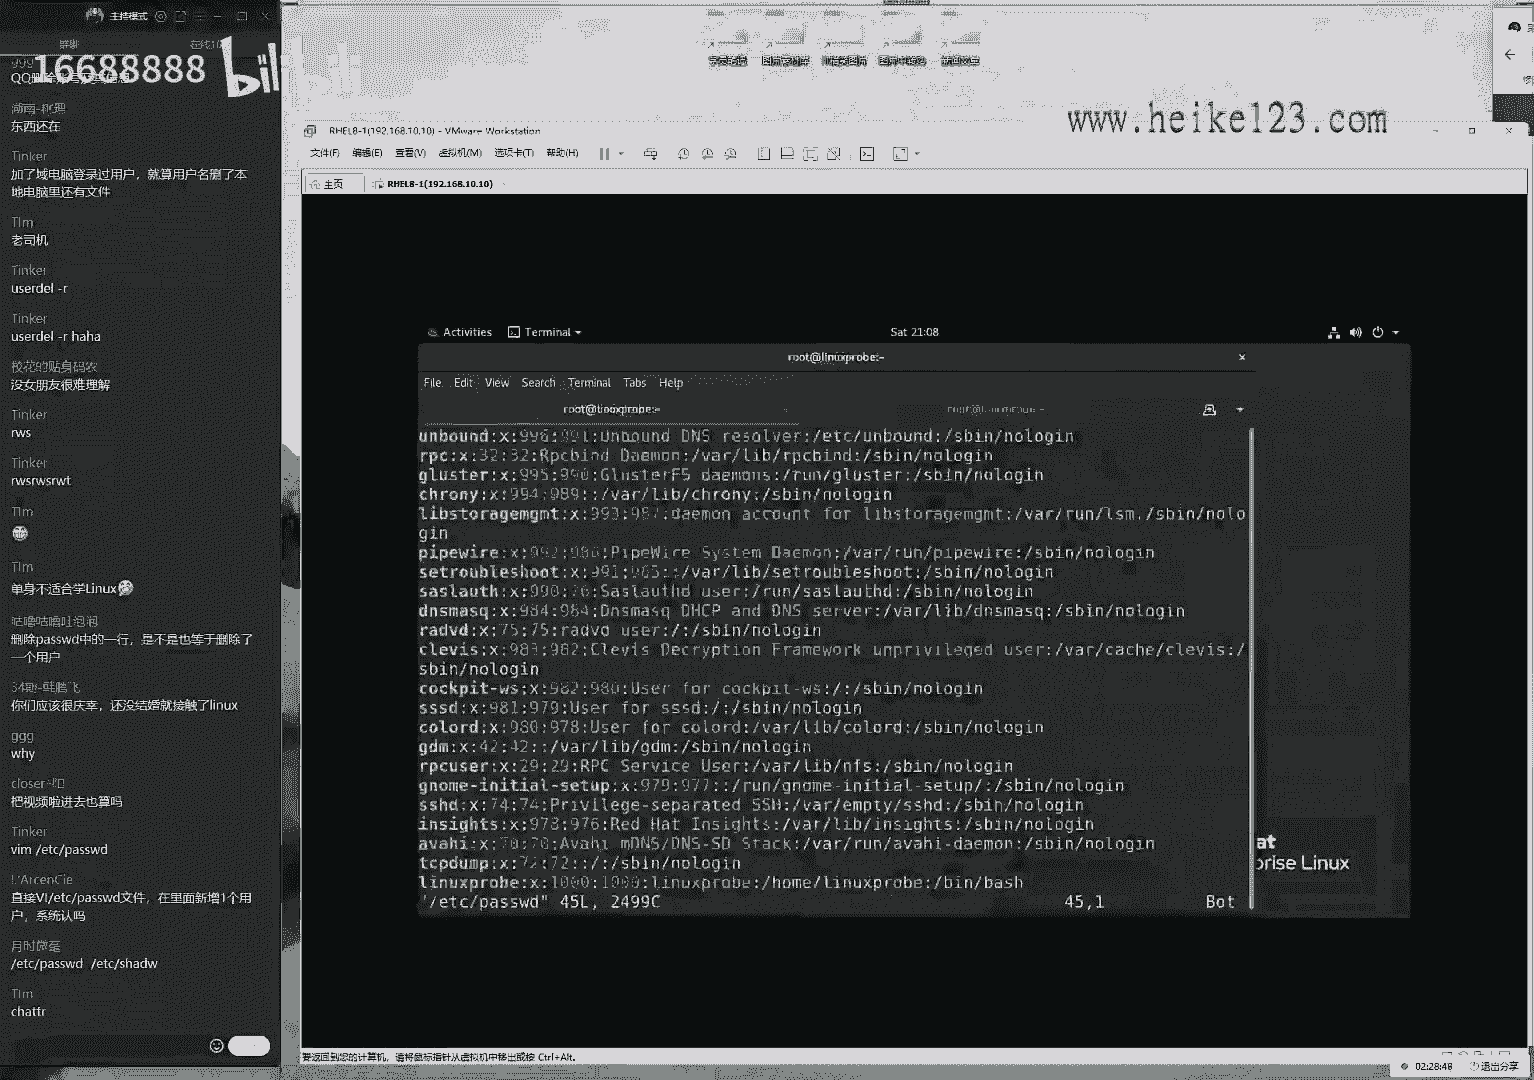 主持模式
16688888 bil
东西还在
Tinker
加了域电脑登录过用户，就算用户名删了本
地电脑里还有文件
TIm
老司机
Tinker
userdel -r
Tinker
userdel -r haha
校花的贴身码农
没女朋友很难理解
Tinker
rws
Tinker
rwsrwsrwt
TIm
TIm
单身不适合学Linux
咕噜咕噜吐泡泡
删除passwd中的一行，是不是也等于删除了
一个用户
你们应该很庆幸，还没结婚就接触了linux
ggg
why
把视频啦进去也算吗
Tinker
vim /etc/passwd
L'ArcenCie
直接VI/etc/passwd文件，在里面新增1个用
户，系统认吗
/etc/passwd /etc/shadw
TIm
chattr
www.heike123.com
RHEL8-1(192.168.10.10) - VMware Workstation
文件(F) 编辑(E) 查看(V) 虚拟机(M) 选项卡(T) 帮助(H)
主页 RHEL8-1(192.168.10.10)
Activities Terminal Sat 21:08
root@linuxprobe:~
File Edit View Search Terminal Tabs Help
root@linuxprobe:~ root@linuxprobe:~
unbound:x:996:991:Unbound DNS resolver:/etc/unbound:/sbin/nologin
rpc:x:32:32:Rpcbind Daemon:/var/lib/rpcbind:/sbin/nologin
gluster:x:995:990:GlusterFS daemons:/run/gluster:/sbin/nologin
chrony:x:994:989::/var/lib/chrony:/sbin/nologin
libstoragemgmt:x:993:987:daemon account for libstoragemgmt:/var/run/lsm:/sbin/nolo
gin
pipewire:x:992:986:PipeWire System Daemon:/var/run/pipewire:/sbin/nologin
setroubleshoot:x:991:985::/var/lib/setroubleshoot:/sbin/nologin
saslauth:x:990:76:Saslauthd user:/run/saslauthd:/sbin/nologin
dnsmasq:x:984:984:Dnsmasq DHCP and DNS server:/var/lib/dnsmasq:/sbin/nologin
radvd:x:75:75:radvd user:/:/sbin/nologin
clevis:x:983:982:Clevis Decryption Framework unprivileged user:/var/cache/clevis:/
sbin/nologin
cockpit-ws:x:982:980:User for cockpit-ws:/:/sbin/nologin
sssd:x:981:979:User for sssd:/:/sbin/nologin
colord:x:980:978:User for colord:/var/lib/colord:/sbin/nologin
gdm:x:42:42::/var/lib/gdm:/sbin/nologin
rpcuser:x:29:29:RPC Service User:/var/lib/nfs:/sbin/nologin
gnome-initial-setup:x:979:977::/run/gnome-initial-setup/:/sbin/nologin
sshd:x:74:74:Privilege-separated SSH:/var/empty/sshd:/sbin/nologin
insights:x:978:976:Red Hat Insights:/var/lib/insights:/sbin/nologin
avahi:x:70:70:Avahi mDNS/DNS-SD Stack:/var/run/avahi-daemon:/sbin/nologin
tcpdump:x:72:72::/:/sbin/nologin
linuxprobe:x:1000:1000:linuxprobe:/home/linuxprobe:/bin/bash
"/etc/passwd" 45L, 2499C 45,1 Bot
at
prise Linux
要返回到您的计算机，请将鼠标指针从虚拟机中移出或按 Ctrl+Alt。
02:28:48 退出分享